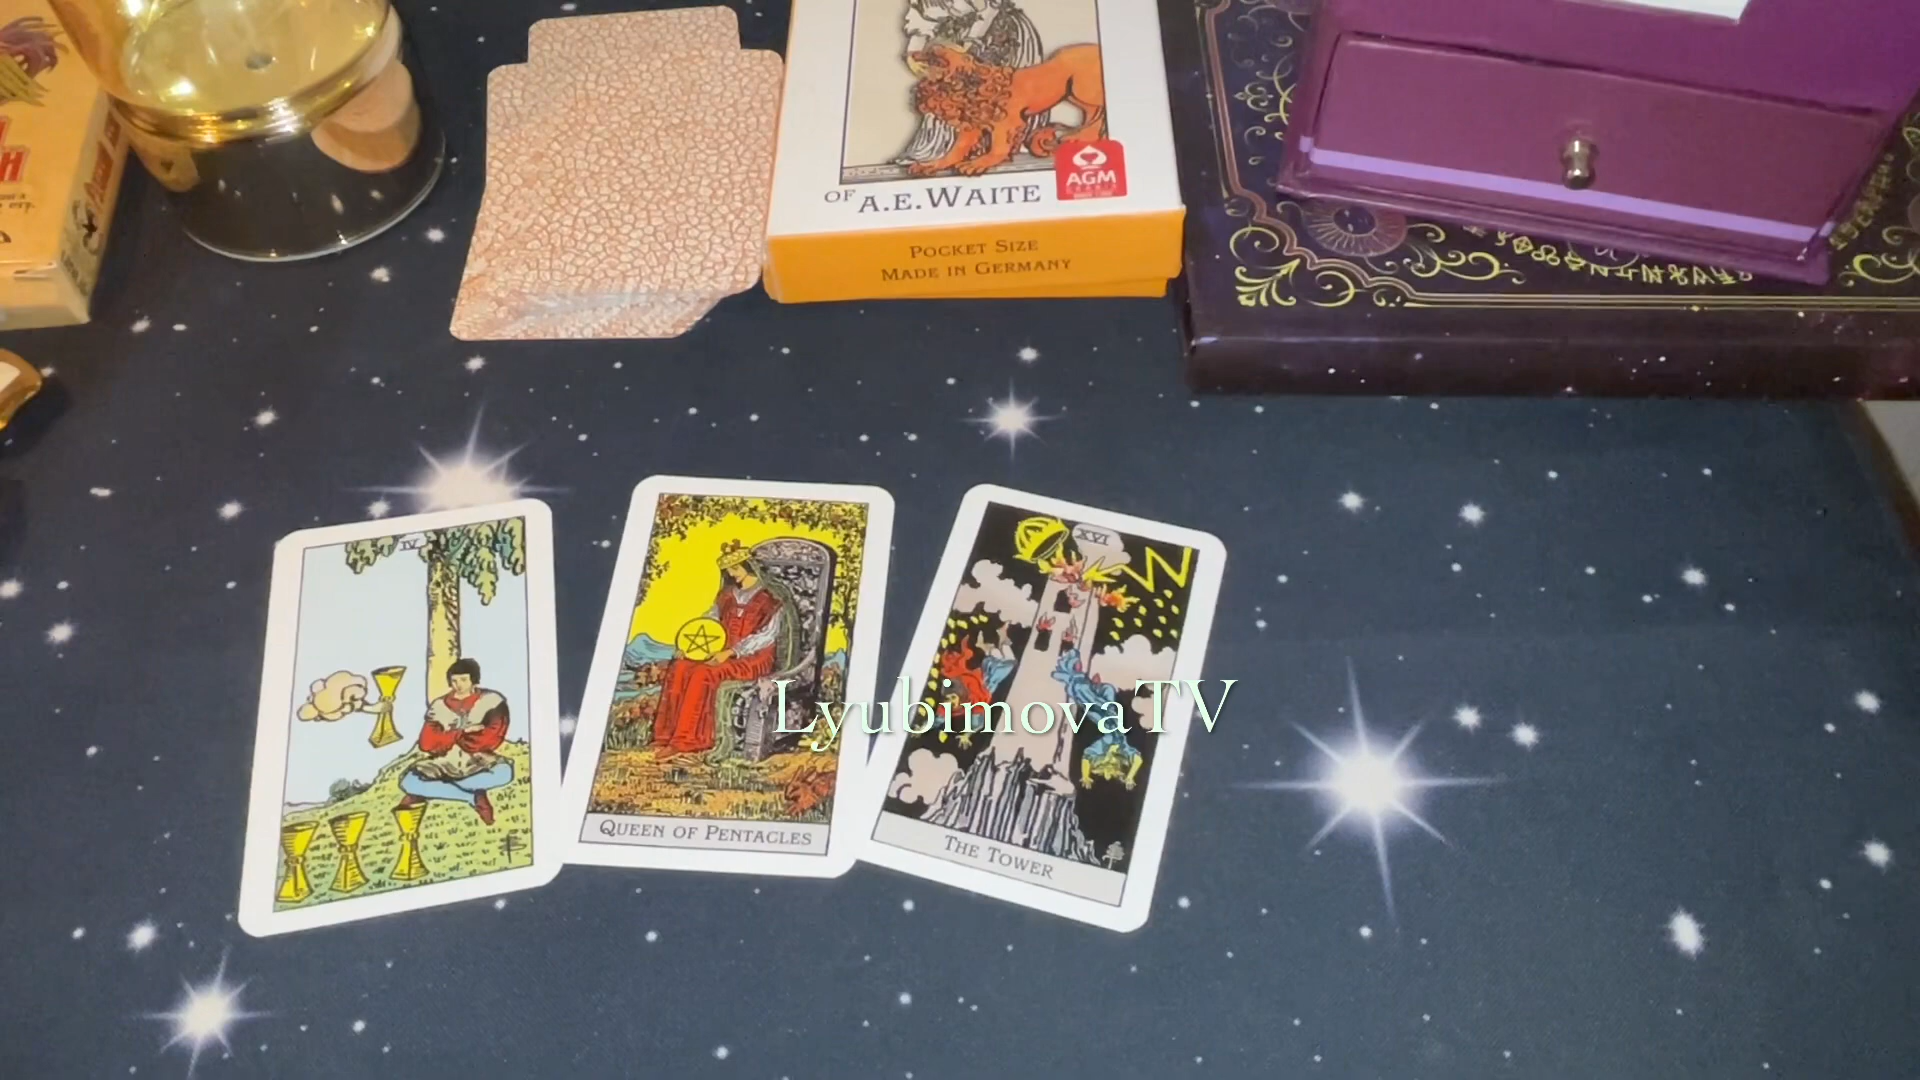 OF A.E.WAITE
AGM
POCKET SIZE
MADE IN GERMANY
IV
QUEEN OF PENTACLES
XVI
THE TOWER
LyubimovaTV